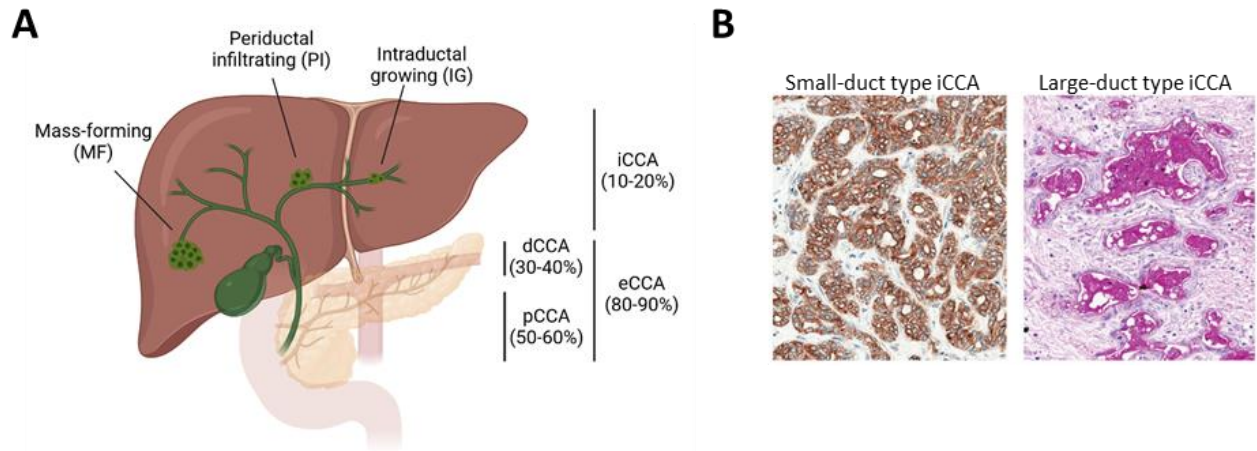 A
Periductal
infiltrating (PI)
Intraductal
growing (IG)
Mass-forming
(MF)
iCCA
(10-20%)
dCCA
(30-40%)
eCCA
(80-90%)
pCCA
(50-60%)
B
Small-duct type iCCA
Large-duct type iCCA